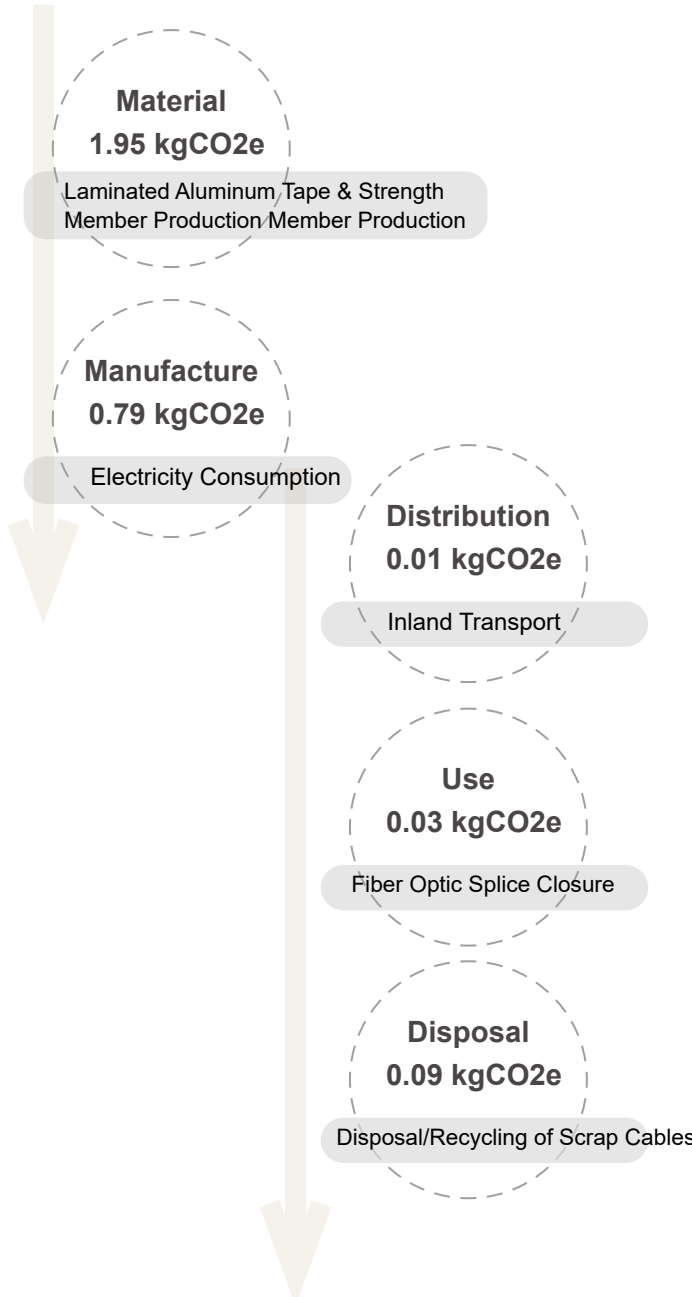 Material
1.95 kgCO2e
Laminated Aluminum Tape & Strength
Member Production Member Production
Manufacture
0.79 kgCO2e
Electricity Consumption
Distribution
0.01 kgCO2e
Inland Transport
Use
0.03 kgCO2e
Fiber Optic Splice Closure
Disposal
0.09 kgCO2e
Disposal/Recycling of Scrap Cables